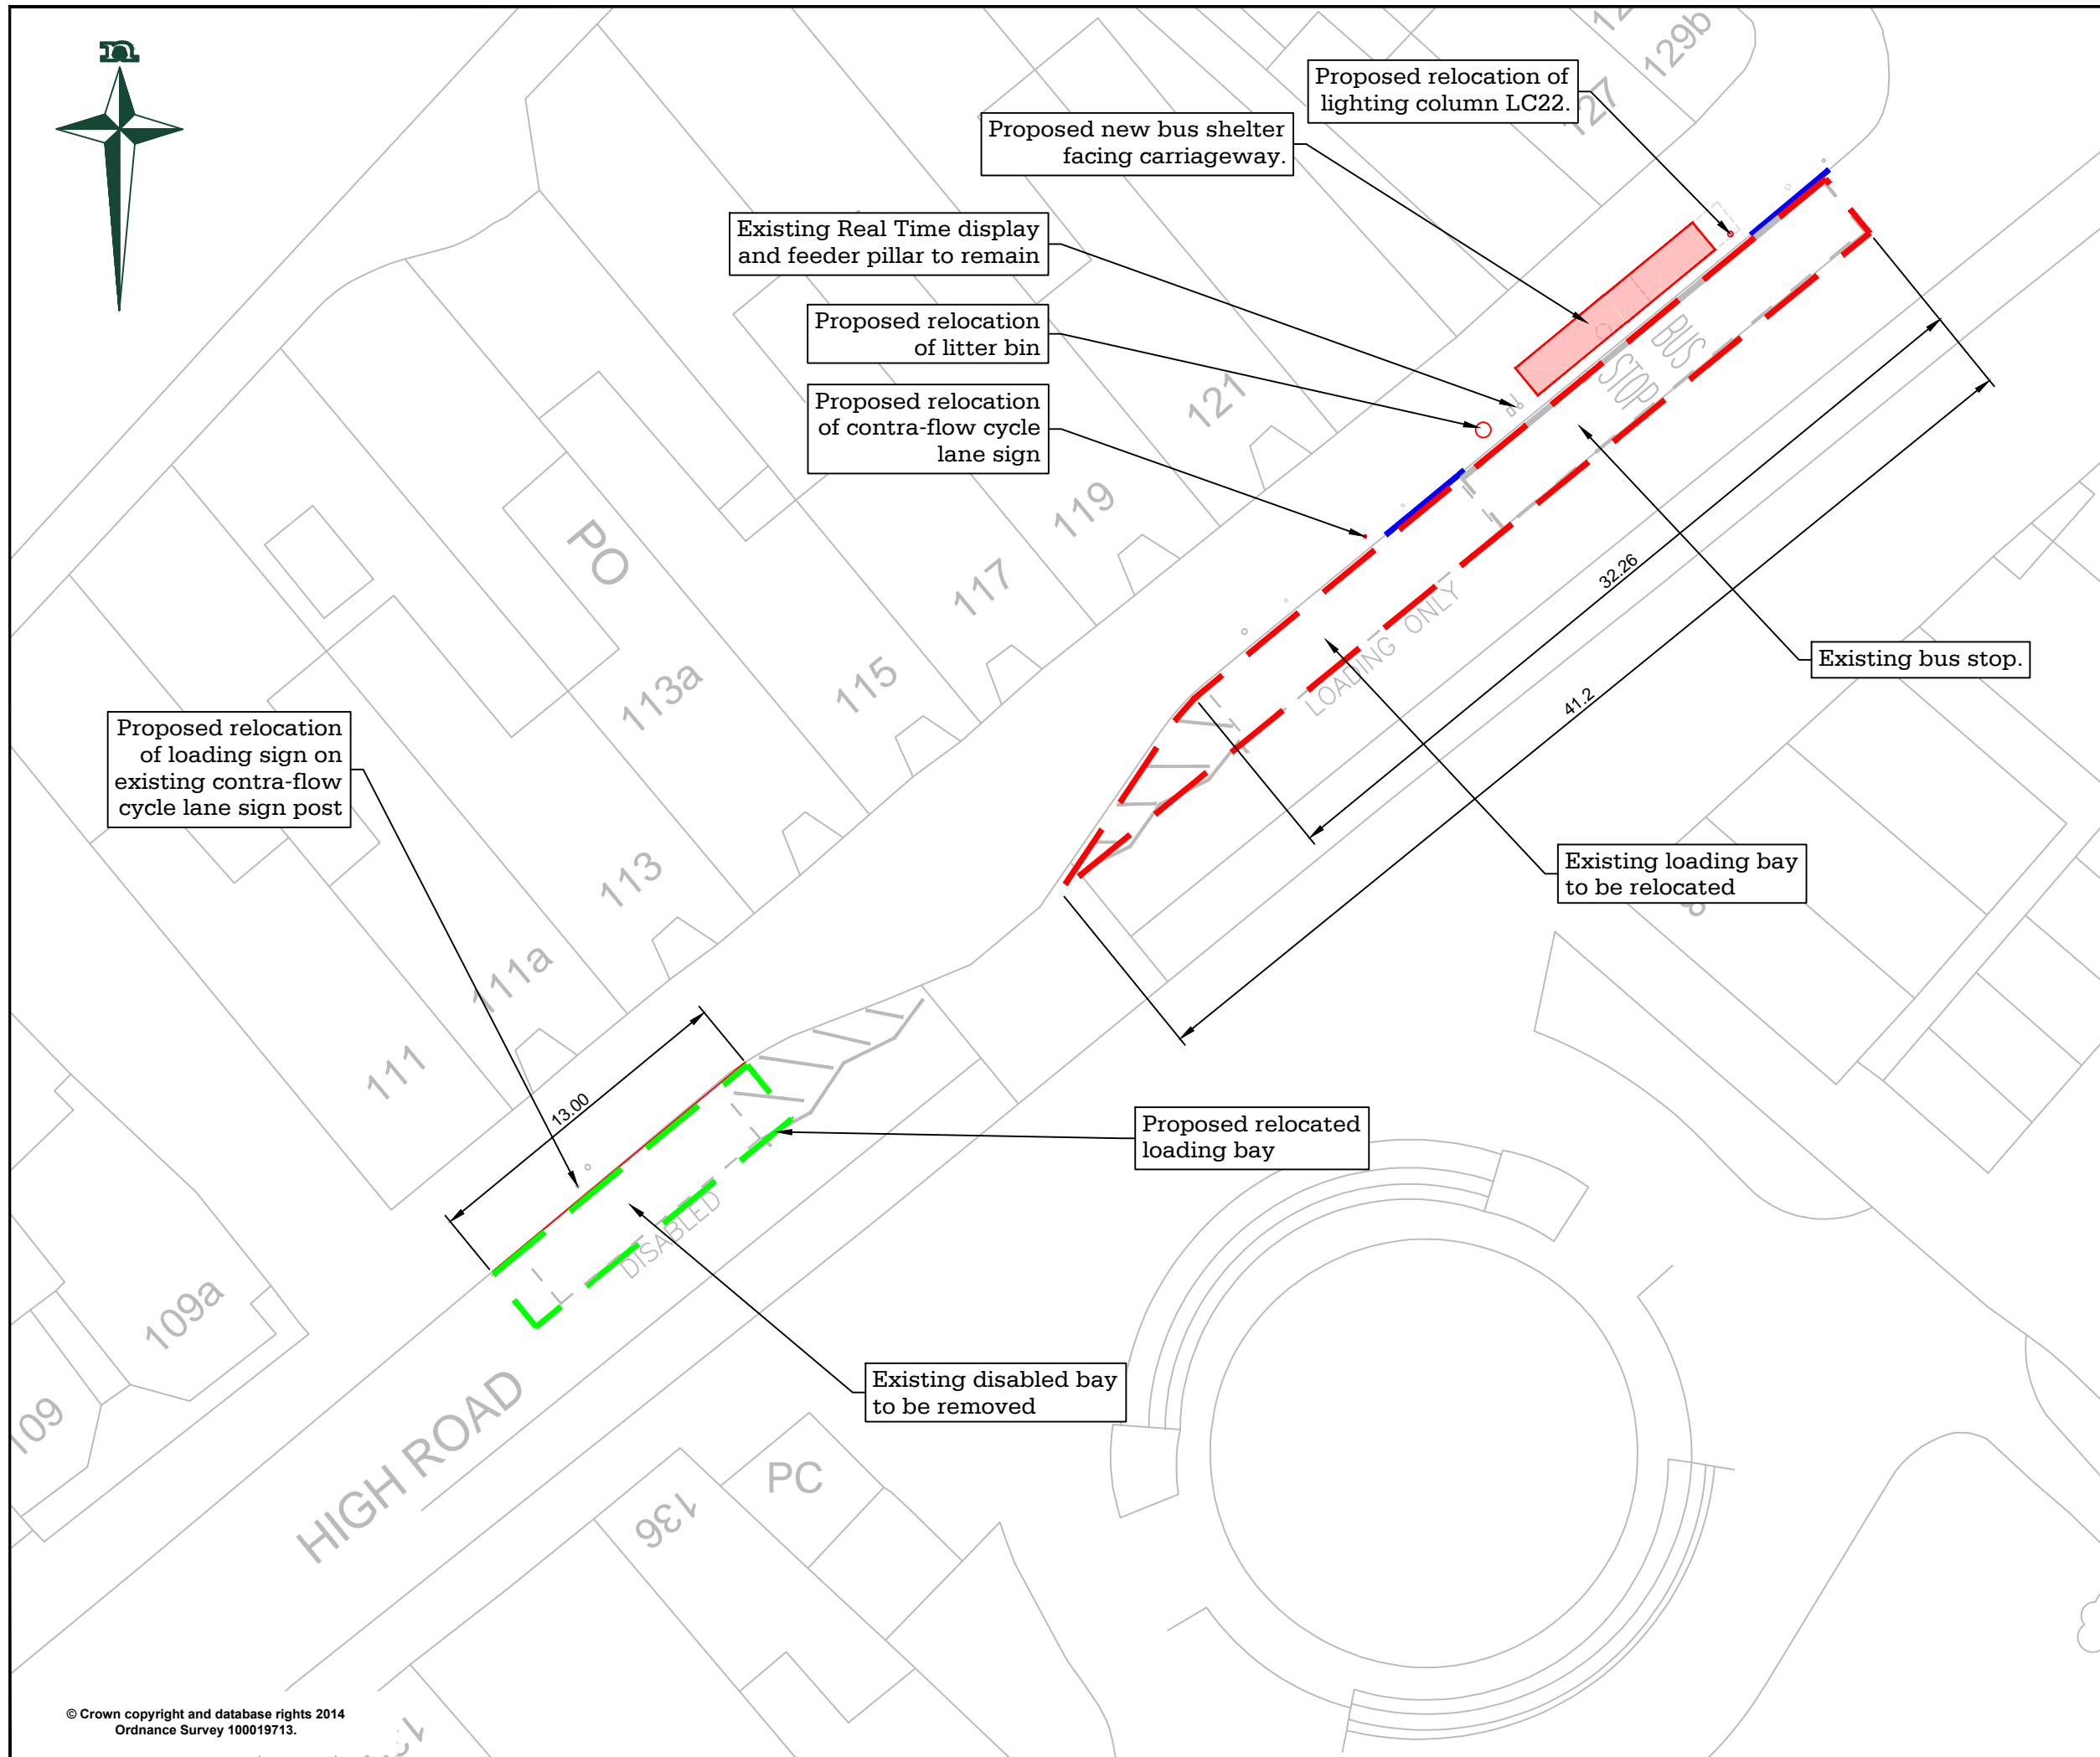 n
Proposed relocation of
lighting column LC22.
129b
127
Proposed new bus shelter
facing carriageway.
Existing Real Time display
and feeder pillar to remain
Proposed relocation
of litter bin
Proposed relocation
of contra-flow cycle
lane sign
BUS
STOP
121
119
117
115
PO
113a
113
111a
111
109a
109
32.26
41.2
LOADING ONLY
Existing bus stop.
Existing loading bay
to be relocated
Proposed relocation
of loading sign on
existing contra-flow
cycle lane sign post
13.00
DISABLED
Proposed relocated
loading bay
Existing disabled bay
to be removed
HIGH ROAD
136
PC
© Crown copyright and database rights 2014
Ordnance Survey 100019713.